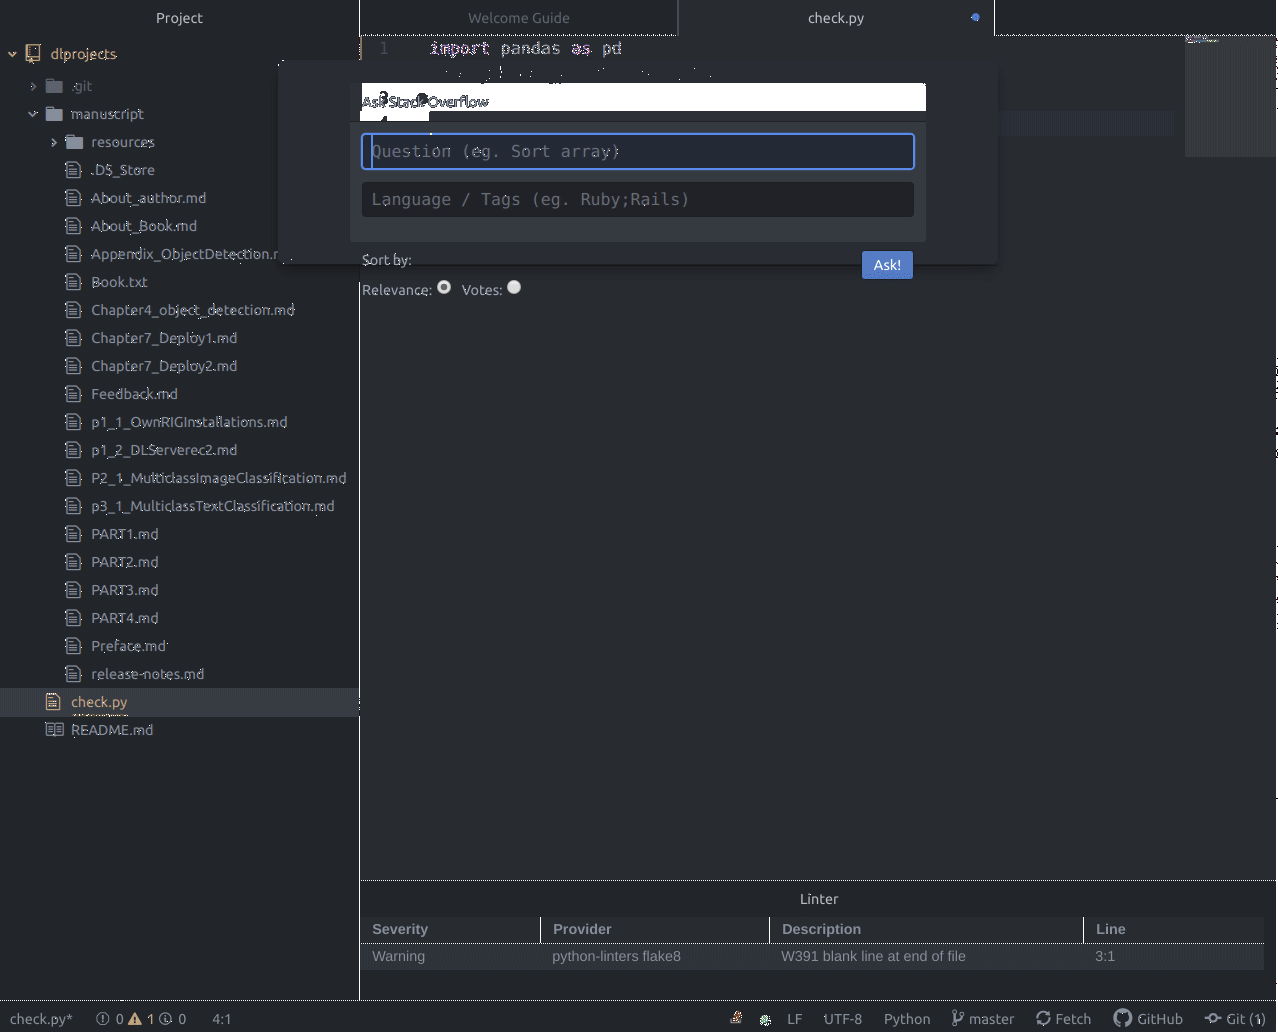 Project
Welcome Guide
check.py
dlprojects
.git
manuscript
resources
.DS_Store
About_author.md
About_Book.md
Appendix_ObjectDetection.r
Book.txt
Chapter4_object_detection.md
Chapter7_Deploy1.md
Chapter7_Deploy2.md
Feedback.md
p1_1_OwnRIGInstallations.md
p1_2_DLServerec2.md
P2_1_MulticlassImageClassification.md
p3_1_MulticlassTextClassification.md
PART1.md
PART2.md
PART3.md
PART4.md
Preface.md
release-notes.md
check.py
README.md
1 import pandas as pd
3
Ask Stack Overflow
Question (eg. Sort array)
Language / Tags (eg. Ruby;Rails)
Sort by:
Ask!
Relevance: Votes:
Linter
Severity Provider Description Line
Warning python-linters flake8 W391 blank line at end of file 3:1
check.py* 0 1 0 4:1 LF UTF-8 Python master Fetch GitHub Git (1)